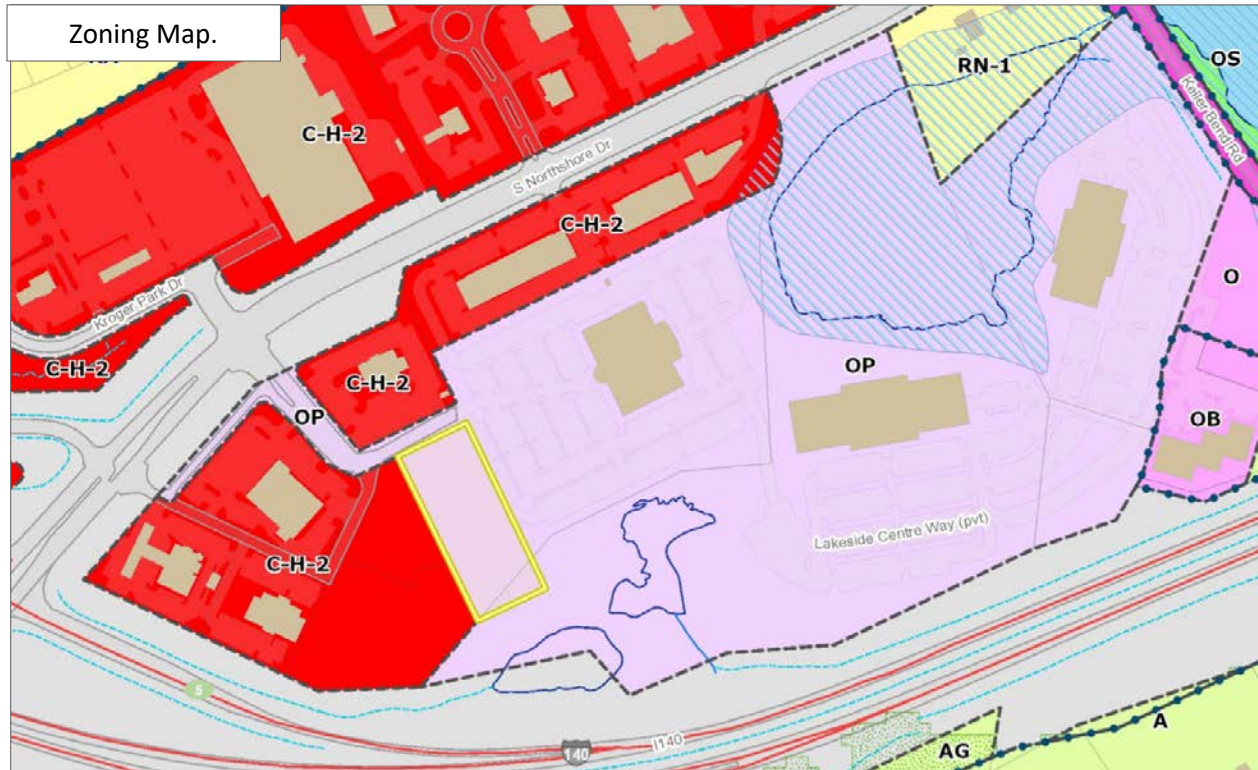 Zoning Map.
OS
RN-1
Keller Bend Rd
C-H-2
S Northshore Dr
C-H-2
O
Kroger Park Dr
C-H-2
C-H-2
OP
OP
OB
Lakeside Centre Way (pvt)
C-H-2
5
I140
140
A
AG